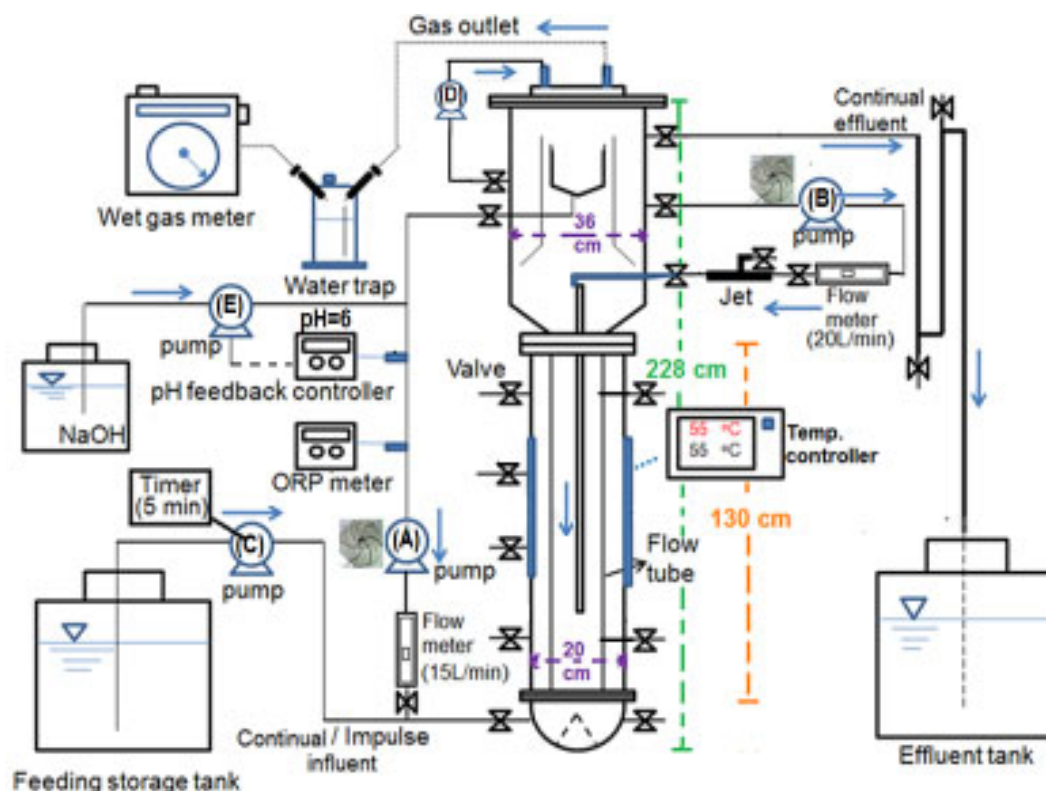 Gas outlet
(D)
Continual
effluent
Wet gas meter
Water trap
36
cm
(B)
pump
Jet
Flow
meter
(20L/min)
(E)
pump
pH=6
pH feedback controller
NaOH
Valve
228 cm
55 ºC
55 ºC
Temp.
controller
ORP meter
Timer
(5 min)
(C)
pump
(A)
pump
130 cm
Flow
tube
Flow
meter
(15L/min)
20
cm
Continual / Impulse
influent
Feeding storage tank
Effluent tank